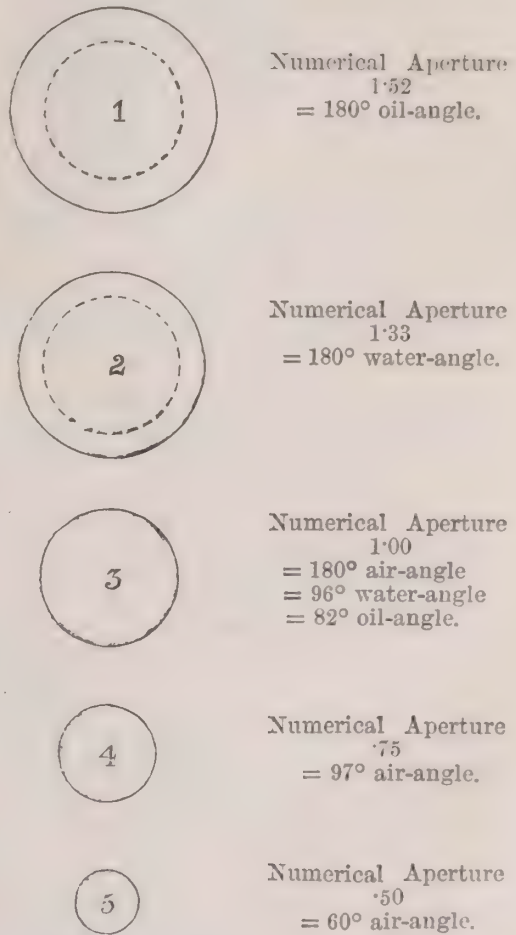 1
Numerical Aperture
1·52
= 180° oil-angle.
2
Numerical Aperture
1·33
= 180° water-angle.
3
Numerical Aperture
1·00
= 180° air-angle
= 96° water-angle
= 82° oil-angle.
4
Numerical Aperture
·75
= 97° air-angle.
5
Numerical Aperture
·50
= 60° air-angle.